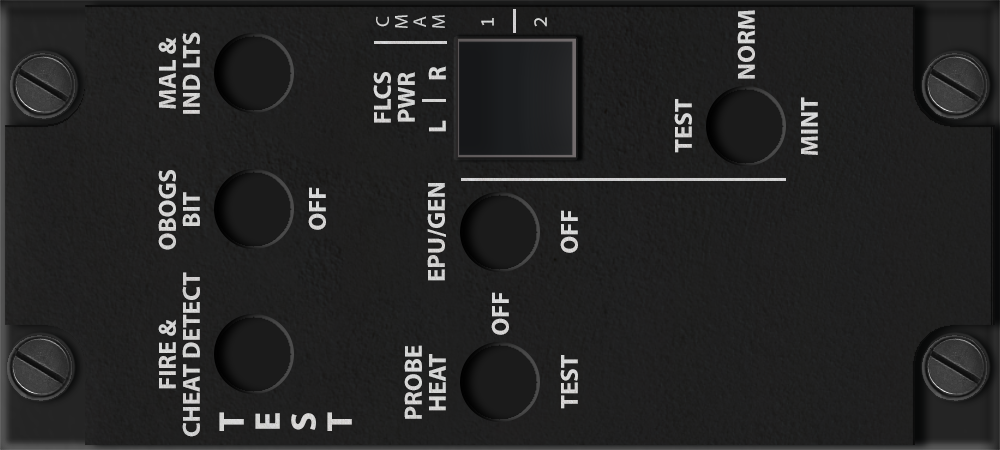 FIRE &
CHEAT DETECT
OBOGS
BIT
MAL &
IND LTS
TEST
OFF
PROBE
HEAT
OFF
TEST
EPU/GEN
OFF
FLCS
PWR
L | R
C
M
A
M
1
2
TEST
NORM
MINT